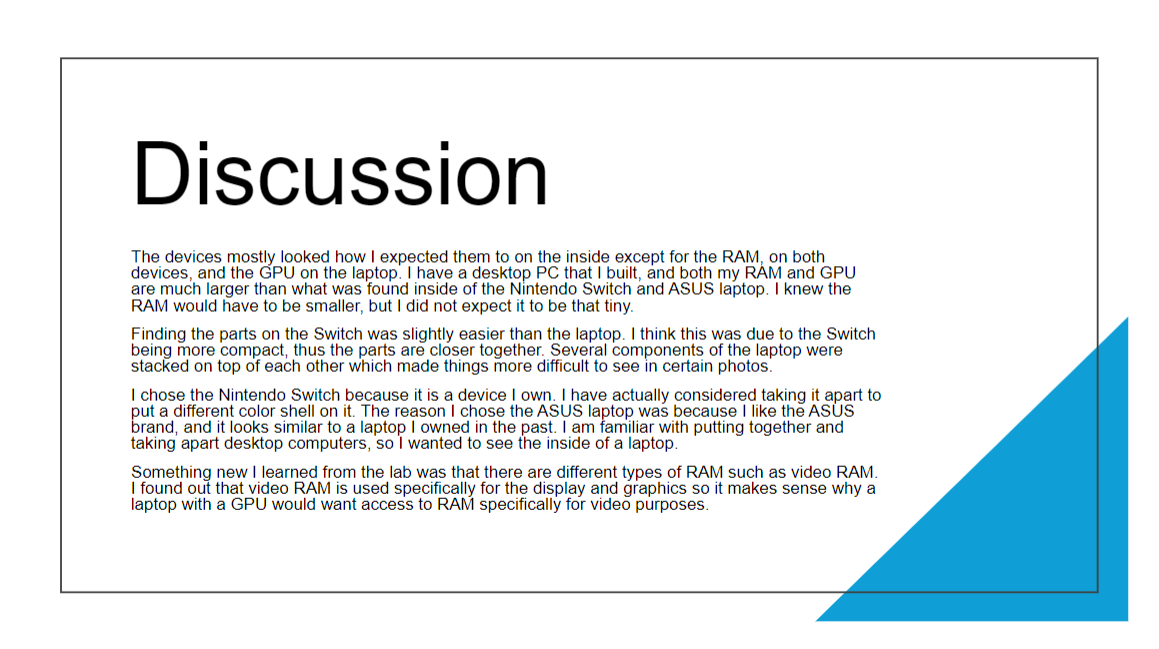 Discussion
The devices mostly looked how I expected them to on the inside except for the RAM, on both
devices, and the GPU on the laptop. I have a desktop PC that I built, and both my RAM and GPU
are much larger than what was found inside of the Nintendo Switch and ASUS laptop. I knew the
RAM would have to be smaller, but I did not expect it to be that tiny.
Finding the parts on the Switch was slightly easier than the laptop. I think this was due to the Switch
being more compact, thus the parts are closer together. Several components of the laptop were
stacked on top of each other which made things more difficult to see in certain photos.
I chose the Nintendo Switch because it is a device I own. I have actually considered taking it apart to
put a different color shell on it. The reason I chose the ASUS laptop was because I like the ASUS
brand, and it looks similar to a laptop I owned in the past. I am familiar with putting together and
taking apart desktop computers, so I wanted to see the inside of a laptop.
Something new I learned from the lab was that there are different types of RAM such as video RAM.
I found out that video RAM is used specifically for the display and graphics so it makes sense why a
laptop with a GPU would want access to RAM specifically for video purposes.